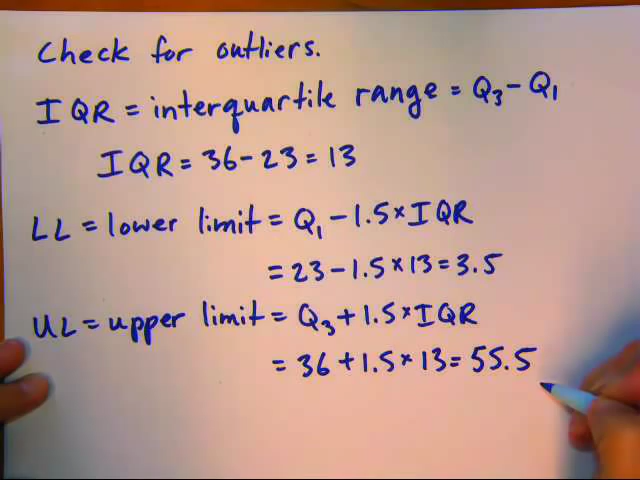 Check for outliers.
IQR = interquartile range = Q₃ - Q₁
IQR = 36 - 23 = 13
LL = lower limit = Q₁ - 1.5 × IQR
= 23 - 1.5 × 13 = 3.5
UL = upper limit = Q₃ + 1.5 × IQR
= 36 + 1.5 × 13 = 55.5